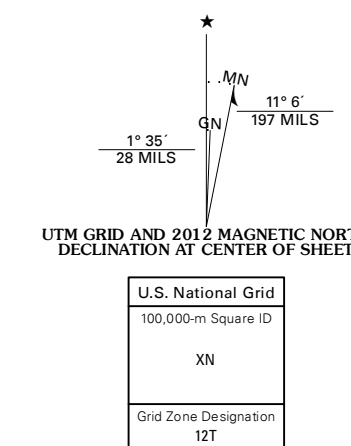 ★
MN
11° 6´
197 MILS
GN
1° 35´
28 MILS
UTM GRID AND 2012 MAGNETIC NORT
DECLINATION AT CENTER OF SHEET
U.S. National Grid
100,000-m Square ID
XN
Grid Zone Designation
12T